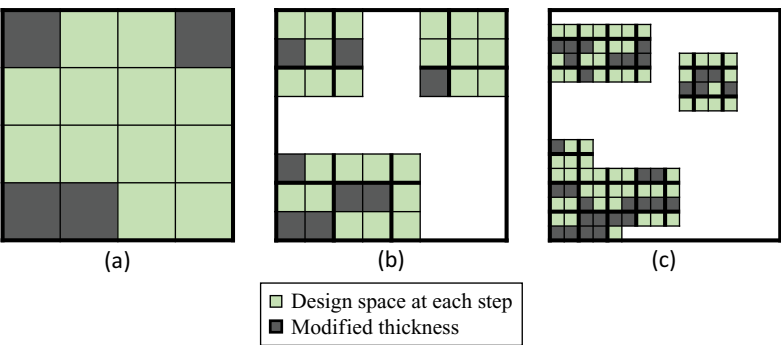 (a)
(b)
(c)
Design space at each step
Modified thickness